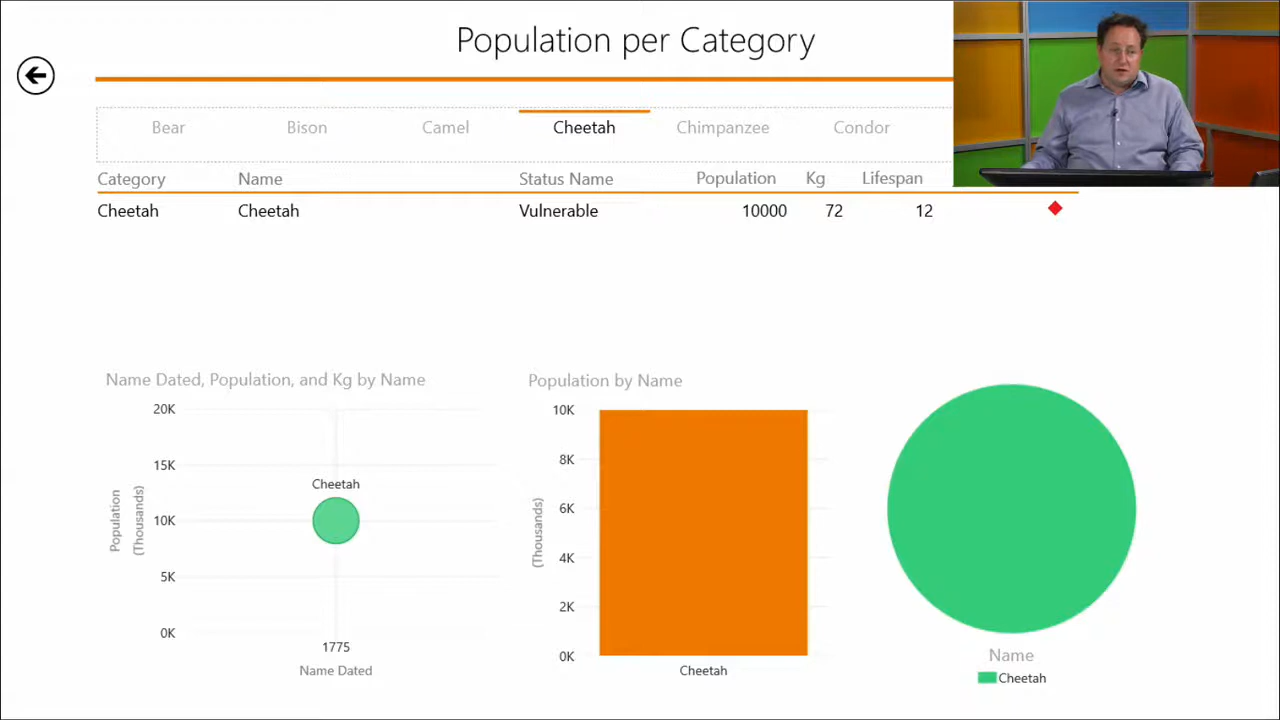 Population per Category
Bear Bison Camel Cheetah Chimpanzee Condor
Category Name Status Name Population Kg Lifespan
Cheetah Cheetah Vulnerable 10000 72 12
Name Dated, Population, and Kg by Name
20K
15K
10K
5K
0K
Population
(Thousands)
Cheetah
1775
Name Dated
Population by Name
10K
8K
6K
4K
2K
0K
(Thousands)
Cheetah
Name
Cheetah